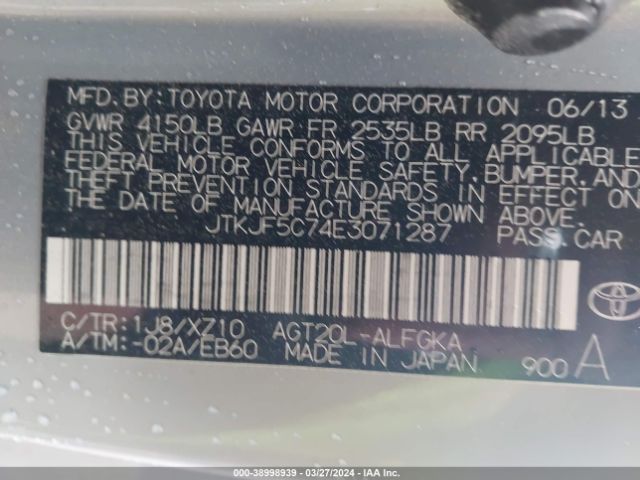 MFD.BY:TOYOTA MOTOR CORPORATION 06/13
GVWR 4150LB GAWR FR 2535LB RR 2095LB
THIS VEHICLE CONFORMS TO ALL APPLICABLE
FEDERAL MOTOR VEHICLE SAFETY,BUMPER,AND
THEFT PREVENTION STANDARDS IN EFFECT ON
THE DATE OF MANUFACTURE SHOWN ABOVE.
JTKJF5C74E3071287 PASS.CAR
C/TR:1J8/XZ10 AGT20L-ALFGKA
A/TM:-02A/EB60 MADE IN JAPAN 900A
000-38998939 - 03/27/2024 - IAA Inc.